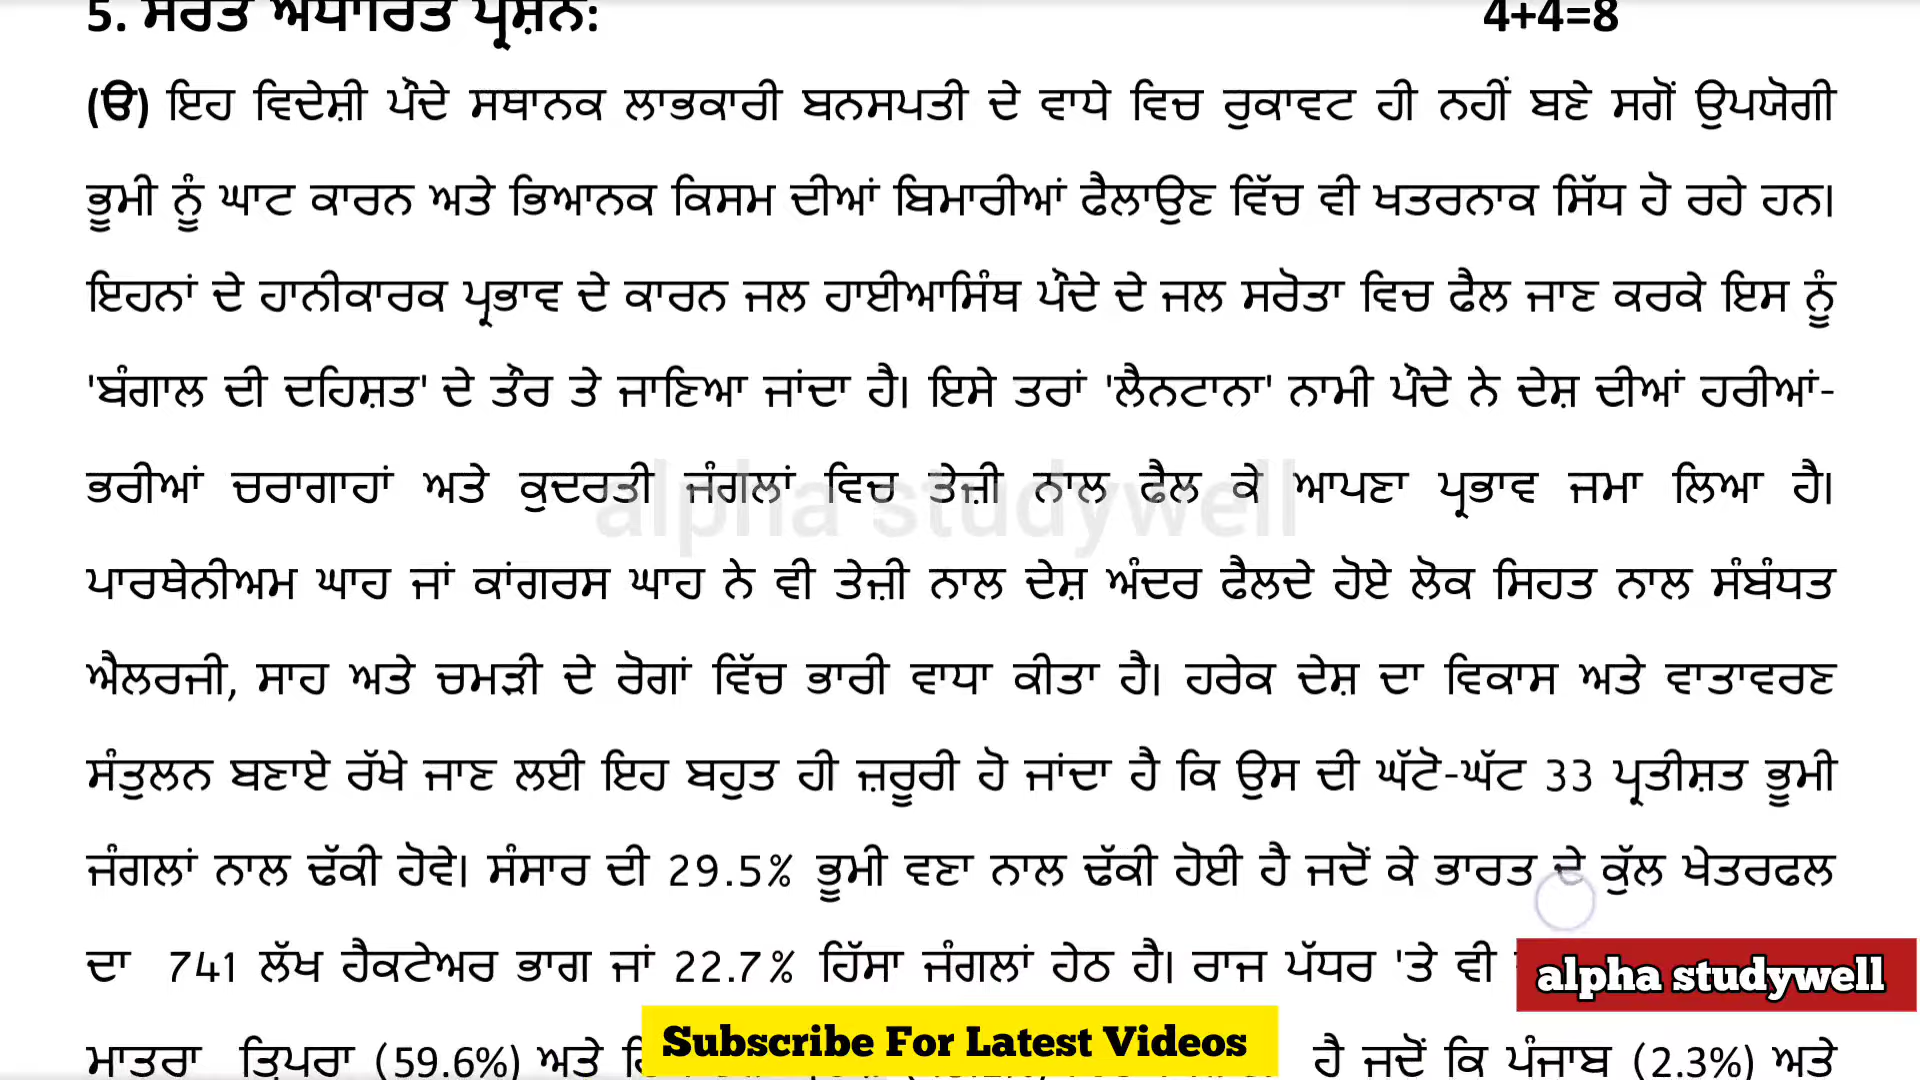 5. ਸਰੋਤ ਅਧਾਰਿਤ ਪ੍ਰਸ਼ਨ: 4+4=8
(ੳ) ਇਹ ਵਿਦੇਸ਼ੀ ਪੌਦੇ ਸਥਾਨਕ ਲਾਭਕਾਰੀ ਬਨਸਪਤੀ ਦੇ ਵਾਧੇ ਵਿਚ ਰੁਕਾਵਟ ਹੀ ਨਹੀਂ ਬਣੇ ਸਗੋਂ ਉਪਯੋਗੀ
ਭੂਮੀ ਨੂੰ ਘਾਟ ਕਾਰਨ ਅਤੇ ਭਿਆਨਕ ਕਿਸਮ ਦੀਆਂ ਬਿਮਾਰੀਆਂ ਫੈਲਾਉਣ ਵਿੱਚ ਵੀ ਖਤਰਨਾਕ ਸਿੱਧ ਹੋ ਰਹੇ ਹਨ।
ਇਹਨਾਂ ਦੇ ਹਾਨੀਕਾਰਕ ਪ੍ਰਭਾਵ ਦੇ ਕਾਰਨ ਜਲ ਹਾਈਆਸਿੰਥ ਪੌਦੇ ਦੇ ਜਲ ਸਰੋਤਾ ਵਿਚ ਫੈਲ ਜਾਣ ਕਰਕੇ ਇਸ ਨੂੰ
'ਬੰਗਾਲ ਦੀ ਦਹਿਸ਼ਤ' ਦੇ ਤੌਰ ਤੇ ਜਾਣਿਆ ਜਾਂਦਾ ਹੈ। ਇਸੇ ਤਰਾਂ 'ਲੈਨਟਾਨਾ' ਨਾਮੀ ਪੌਦੇ ਨੇ ਦੇਸ਼ ਦੀਆਂ ਹਰੀਆਂ-
ਭਰੀਆਂ ਚਰਾਗਾਹਾਂ ਅਤੇ ਕੁਦਰਤੀ ਜੰਗਲਾਂ ਵਿਚ ਤੇਜ਼ੀ ਨਾਲ ਫੈਲ ਕੇ ਆਪਣਾ ਪ੍ਰਭਾਵ ਜਮਾ ਲਿਆ ਹੈ।
alpha studywell
ਪਾਰਥੇਨੀਅਮ ਘਾਹ ਜਾਂ ਕਾਂਗਰਸ ਘਾਹ ਨੇ ਵੀ ਤੇਜ਼ੀ ਨਾਲ ਦੇਸ਼ ਅੰਦਰ ਫੈਲਦੇ ਹੋਏ ਲੋਕ ਸਿਹਤ ਨਾਲ ਸੰਬੰਧਤ
ਐਲਰਜੀ, ਸਾਹ ਅਤੇ ਚਮੜੀ ਦੇ ਰੋਗਾਂ ਵਿੱਚ ਭਾਰੀ ਵਾਧਾ ਕੀਤਾ ਹੈ। ਹਰੇਕ ਦੇਸ਼ ਦਾ ਵਿਕਾਸ ਅਤੇ ਵਾਤਾਵਰਣ
ਸੰਤੁਲਨ ਬਣਾਏ ਰੱਖੇ ਜਾਣ ਲਈ ਇਹ ਬਹੁਤ ਹੀ ਜ਼ਰੂਰੀ ਹੋ ਜਾਂਦਾ ਹੈ ਕਿ ਉਸ ਦੀ ਘੱਟੋ-ਘੱਟ 33 ਪ੍ਰਤੀਸ਼ਤ ਭੂਮੀ
ਜੰਗਲਾਂ ਨਾਲ ਢੱਕੀ ਹੋਵੇ। ਸੰਸਾਰ ਦੀ 29.5% ਭੂਮੀ ਵਣਾ ਨਾਲ ਢੱਕੀ ਹੋਈ ਹੈ ਜਦੋਂ ਕੇ ਭਾਰਤ ਦੇ ਕੁੱਲ ਖੇਤਰਫਲ
ਦਾ 741 ਲੱਖ ਹੈਕਟੇਅਰ ਭਾਗ ਜਾਂ 22.7% ਹਿੱਸਾ ਜੰਗਲਾਂ ਹੇਠ ਹੈ। ਰਾਜ ਪੱਧਰ 'ਤੇ ਵੀ
alpha studywell
ਮਾਤਰਾ ਤ੍ਰਿਪੁਰਾ (59.6%) ਅਤੇ ਹੈ ਜਦੋਂ ਕਿ ਪੰਜਾਬ (2.3%) ਅਤੇ
Subscribe For Latest Videos